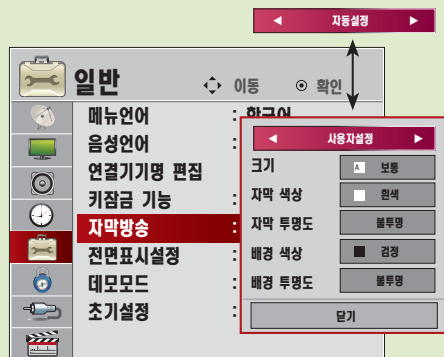 ◀ 자동설정 ▶
일반 이동 ⊙ 확인
메뉴언어 : 한국어
음성언어 :
연결기기명 편집
키잠금 기능 :
자막방송 :
전면표시설정 :
데모모드 :
초기설정 :
◀ 사용자설정 ▶
크기 A 보통
자막 색상 흰색
자막 투명도 불투명
배경 색상 검정
배경 투명도 불투명
닫기